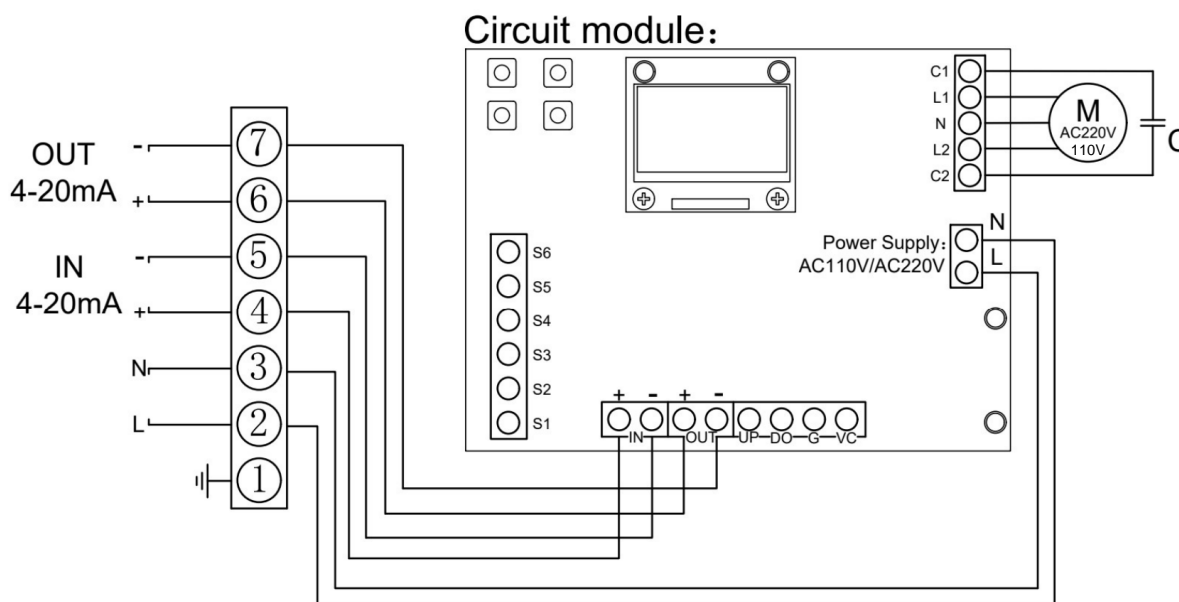 Circuit module:
OUT
4-20mA
-
+
IN
4-20mA
-
+
N
L
7
6
5
4
3
2
1
S6
S5
S4
S3
S2
S1
+ - + -
IN OUT UP DO G VC
C1
L1
N
L2
C2
M
AC220V
110V
C
Power Supply:
AC110V/AC220V
N
L